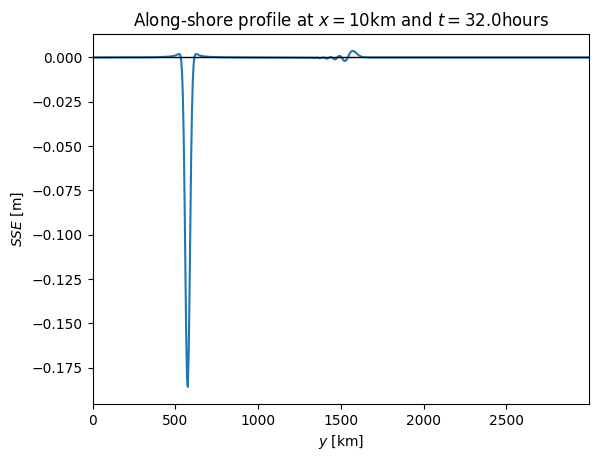 Along-shore profile at x = 10km and t = 32.0hours
0.000
−0.025
−0.050
−0.075
−0.100
−0.125
−0.150
−0.175
SSE [m]
0 500 1000 1500 2000 2500
y [km]